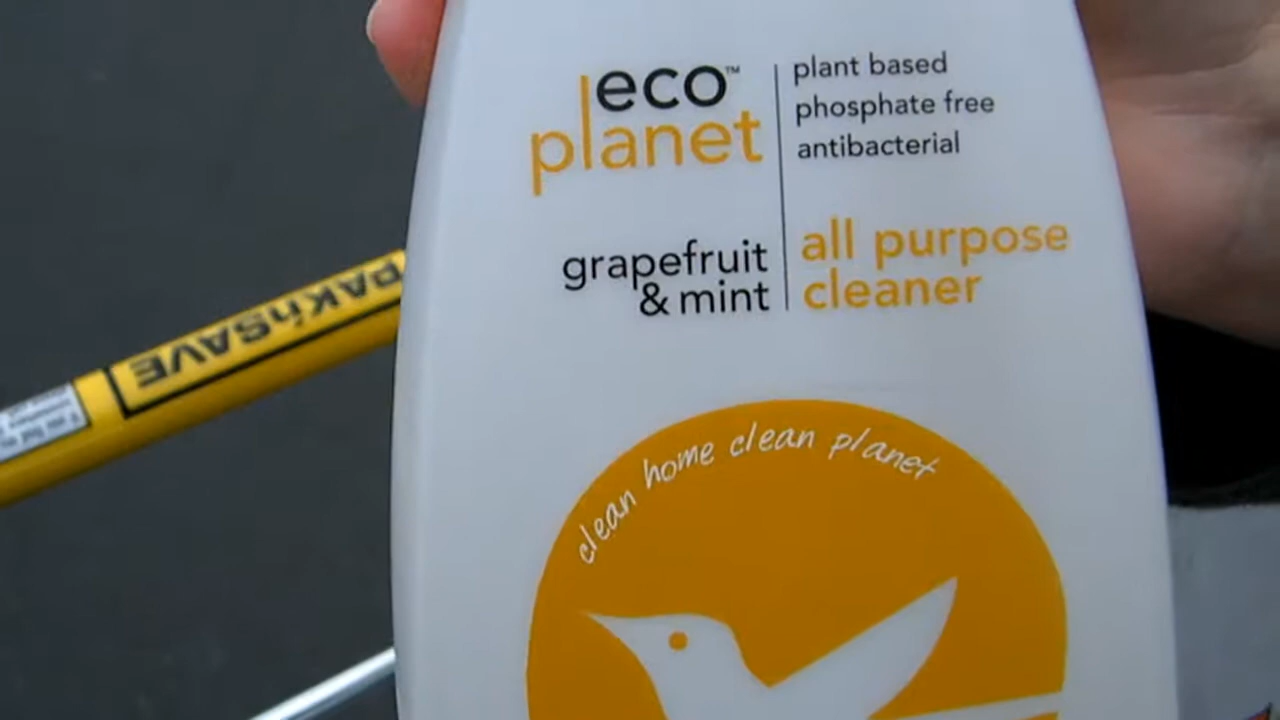 eco™
planet
plant based
phosphate free
antibacterial
grapefruit
& mint
all purpose
cleaner
clean home clean planet
PAK'nSAVE